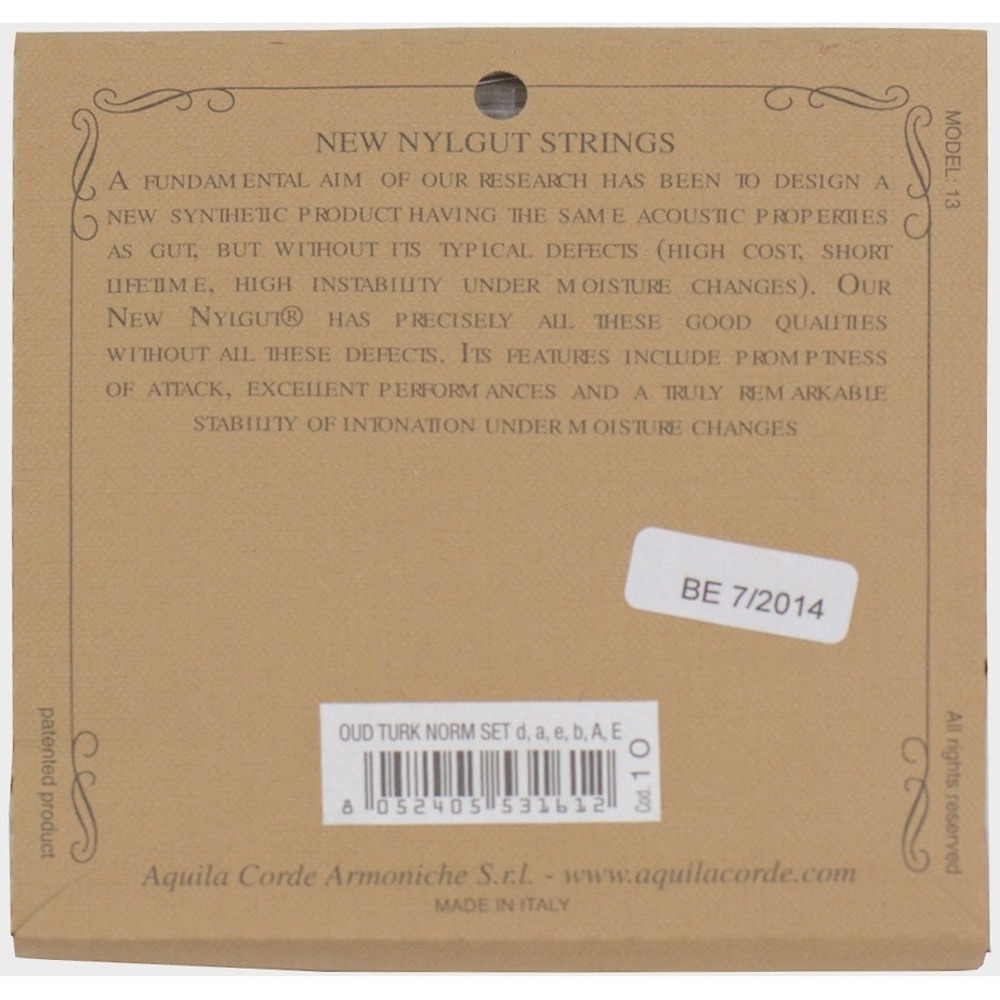 NEW NYLGUT STRINGS
A FUNDAMENTAL AIM OF OUR RESEARCH HAS BEEN TO DESIGN A
NEW SYNTHETIC PRODUCT HAVING THE SAME ACOUSTIC PROPERTIES
AS GUT, BUT WITHOUT ITS TYPICAL DEFECTS (HIGH COST, SHORT
LIFETIME, HIGH INSTABILITY UNDER MOISTURE CHANGES). OUR
NEW NYLGUT® HAS PRECISELY ALL THESE GOOD QUALITIES
WITHOUT ALL THESE DEFECTS. ITS FEATURES INCLUDE PROMPTNESS
OF ATTACK, EXCELLENT PERFORMANCES AND A TRULY REMARKABLE
STABILITY OF INTONATION UNDER MOISTURE CHANGES
MODEL: 13
BE 7/2014
OUD TURK NORM SET d, a, e, b, A, E
8 052405 531612
Cod. 10
patented product
All rights reserved
Aquila Corde Armoniche S.r.l. - www.aquilacorde.com
MADE IN ITALY